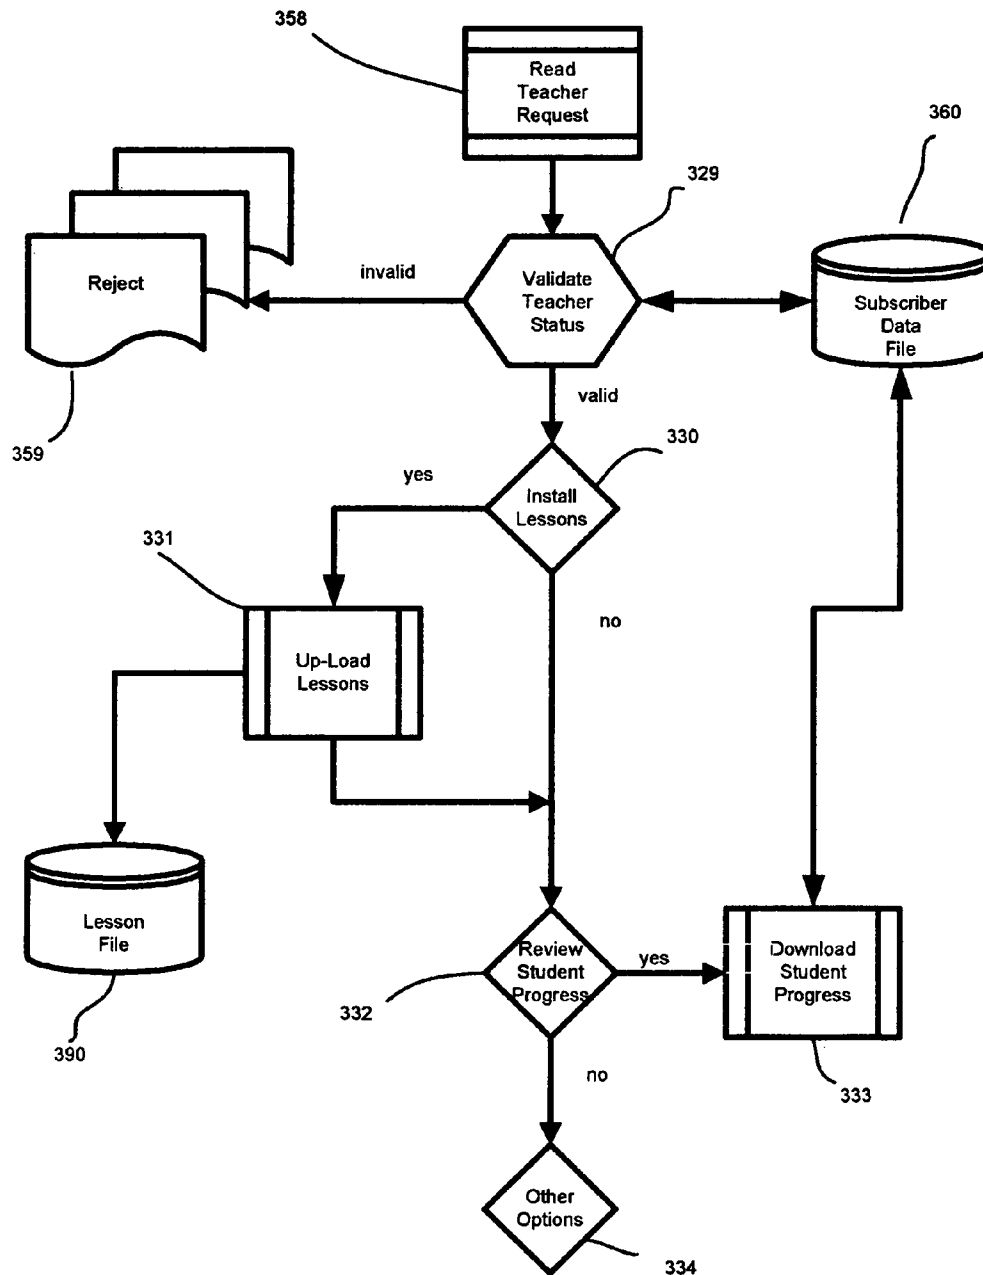 358
Read
Teacher
Request
360
329
invalid
Validate
Teacher
Status
Reject
Subscriber
Data
File
359
valid
330
yes
Install
Lessons
331
no
Up-Load
Lessons
Lesson
File
390
332
Review
Student
Progress
yes
Download
Student
Progress
333
no
Other
Options
334